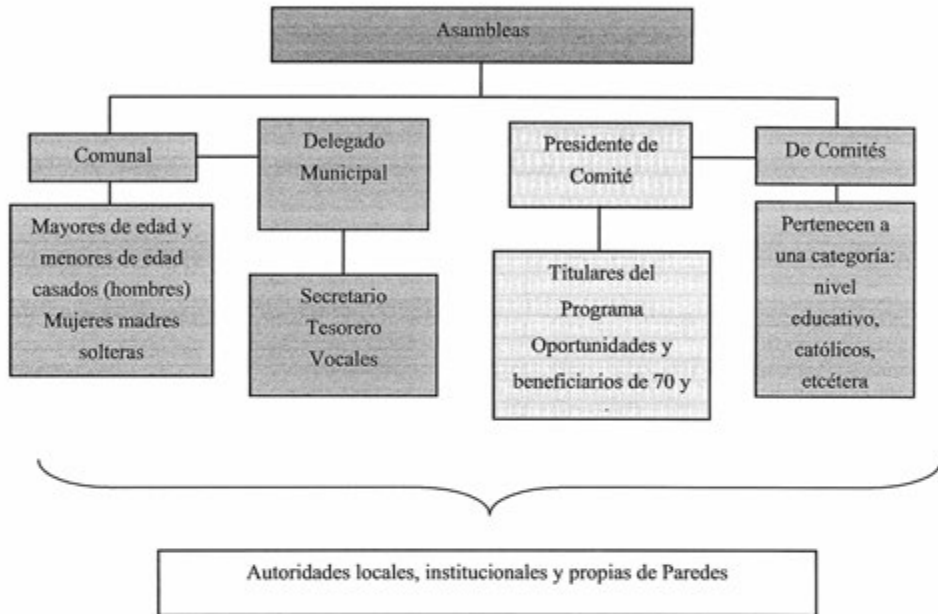 Asambleas
Comunal
Delegado
Municipal
Presidente de
Comité
De Comités
Mayores de edad y
menores de edad
casados (hombres)
Mujeres madres
solteras
Secretario
Tesorero
Vocales
Titulares del
Programa
Oportunidades y
beneficiarios de 70 y
Pertenecen a
una categoría:
nivel
educativo,
católicos,
etcétera
Autoridades locales, institucionales y propias de Paredes